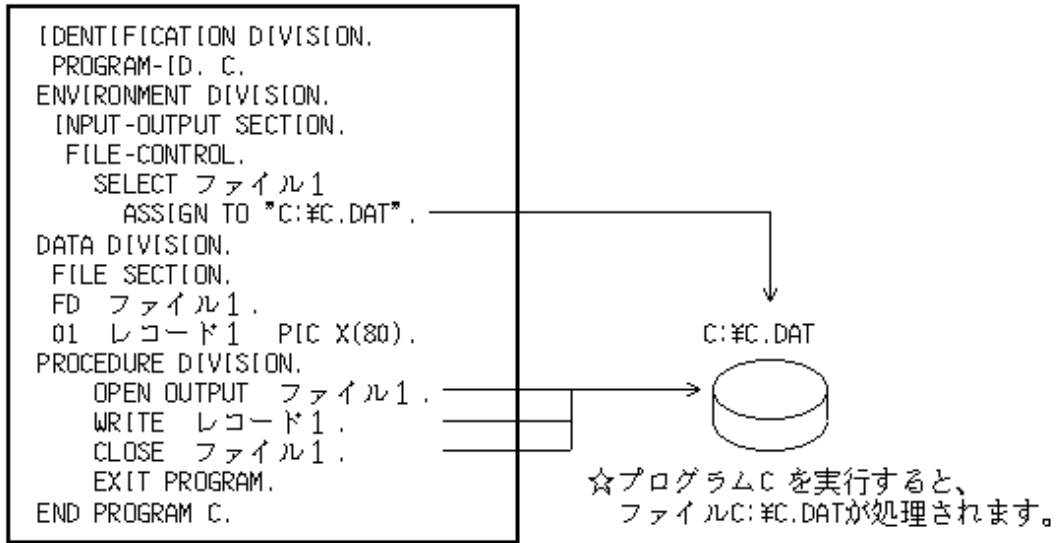 IDENTIFICATION DIVISION.
PROGRAM-ID. C.
ENVIRONMENT DIVISION.
INPUT-OUTPUT SECTION.
FILE-CONTROL.
SELECT ファイル1
ASSIGN TO "C:¥C.DAT".
DATA DIVISION.
FILE SECTION.
FD ファイル1.
01 レコード1 PIC X(80).
PROCEDURE DIVISION.
OPEN OUTPUT ファイル1.
WRITE レコード1.
CLOSE ファイル1.
EXIT PROGRAM.
END PROGRAM C.
C:¥C.DAT
☆プログラムC を実行すると、
ファイルC:¥C.DATが処理されます。